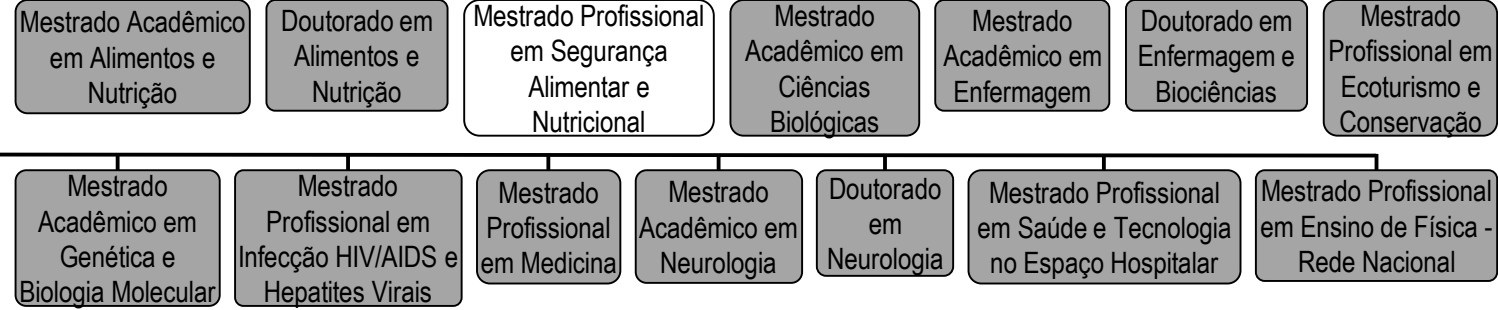 Mestrado Acadêmico
em Alimentos e
Nutrição
Doutorado em
Alimentos e
Nutrição
Mestrado Profissional
em Segurança
Alimentar e
Nutricional
Mestrado
Acadêmico em
Ciências
Biológicas
Mestrado
Acadêmico em
Enfermagem
Doutorado em
Enfermagem e
Biociências
Mestrado
Profissional em
Ecoturismo e
Conservação
Mestrado
Acadêmico em
Genética e
Biologia Molecular
Mestrado
Profissional em
Infecção HIV/AIDS e
Hepatites Virais
Mestrado
Profissional
em Medicina
Mestrado
Acadêmico em
Neurologia
Doutorado
em
Neurologia
Mestrado Profissional
em Saúde e Tecnologia
no Espaço Hospitalar
Mestrado Profissional
em Ensino de Física -
Rede Nacional